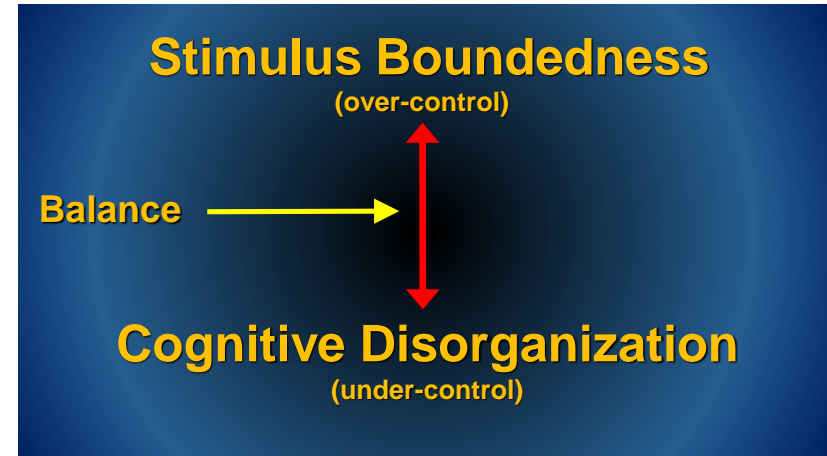 Stimulus Boundedness
(over-control)
Balance
Cognitive Disorganization
(under-control)